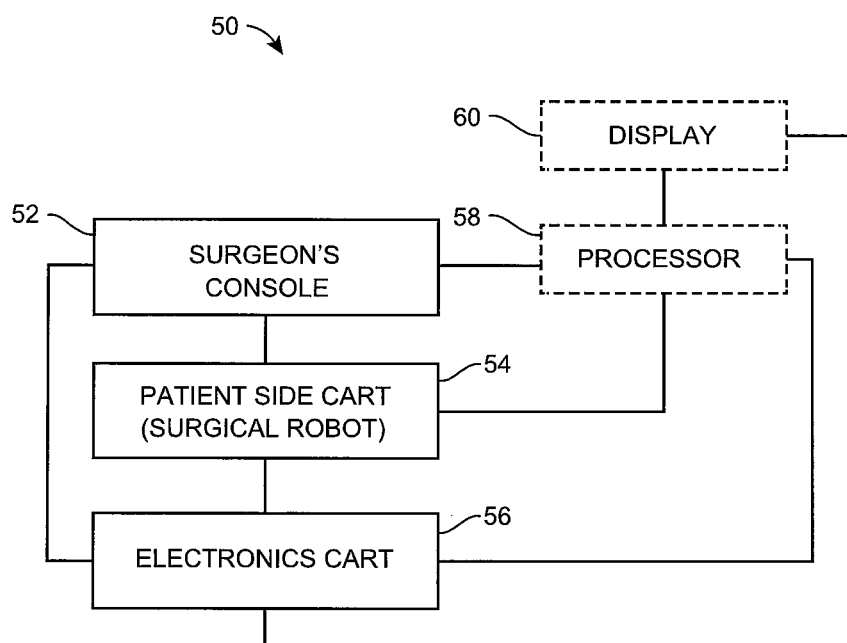 50
60
DISPLAY
52
58
SURGEON'S
CONSOLE
PROCESSOR
54
PATIENT SIDE CART
(SURGICAL ROBOT)
56
ELECTRONICS CART